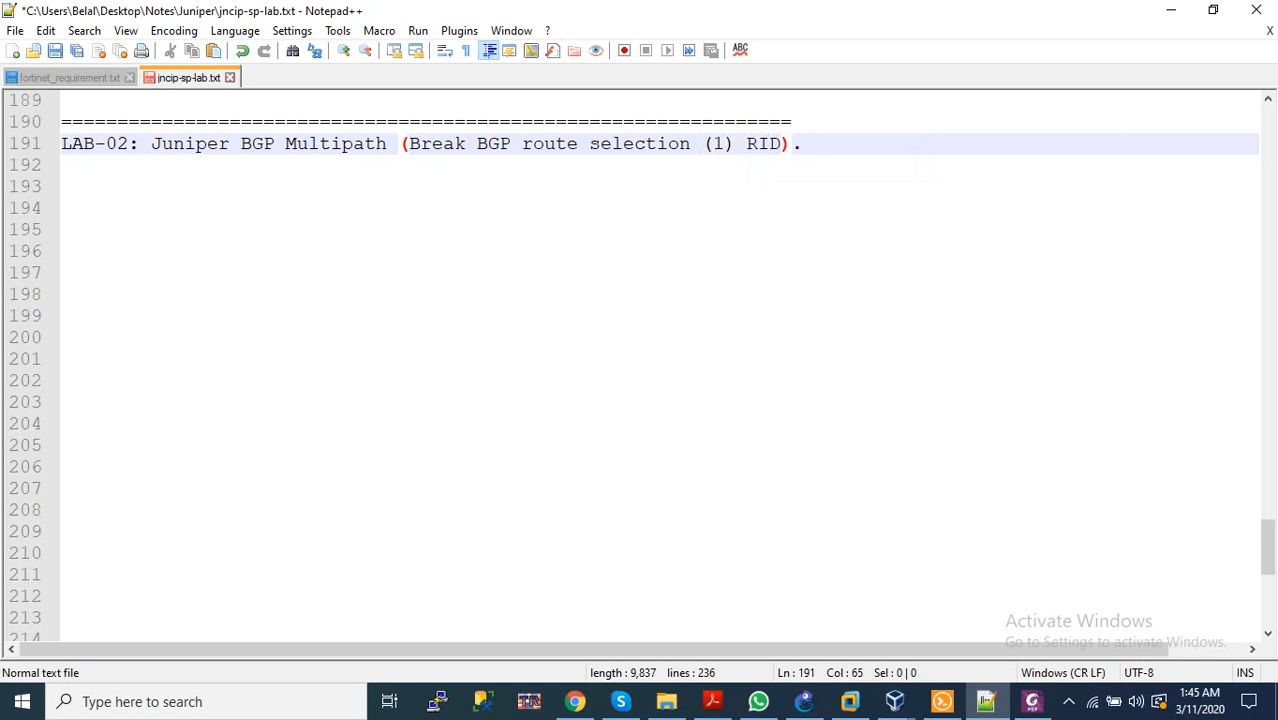 *C:\Users\Belal\Desktop\Notes\Juniper\jncip-sp-lab.txt - Notepad++
File Edit Search View Encoding Language Settings Tools Macro Run Plugins Window ? X
ABC
fortinet_requirement.txt jncip-sp-lab.txt
189
190 =================================================================
191 LAB-02: Juniper BGP Multipath (Break BGP route selection (1) RID).
192
193
194
195
196
197
198
199
200
201
202
203
204
205
206
207
208
209
210
211
212
213
214
Activate Windows
Go to Settings to activate Windows.
Normal text file length : 9,837 lines : 236 Ln : 191 Col : 65 Sel : 0 | 0 Windows (CR LF) UTF-8 INS
Type here to search 1:45 AM
3/11/2020